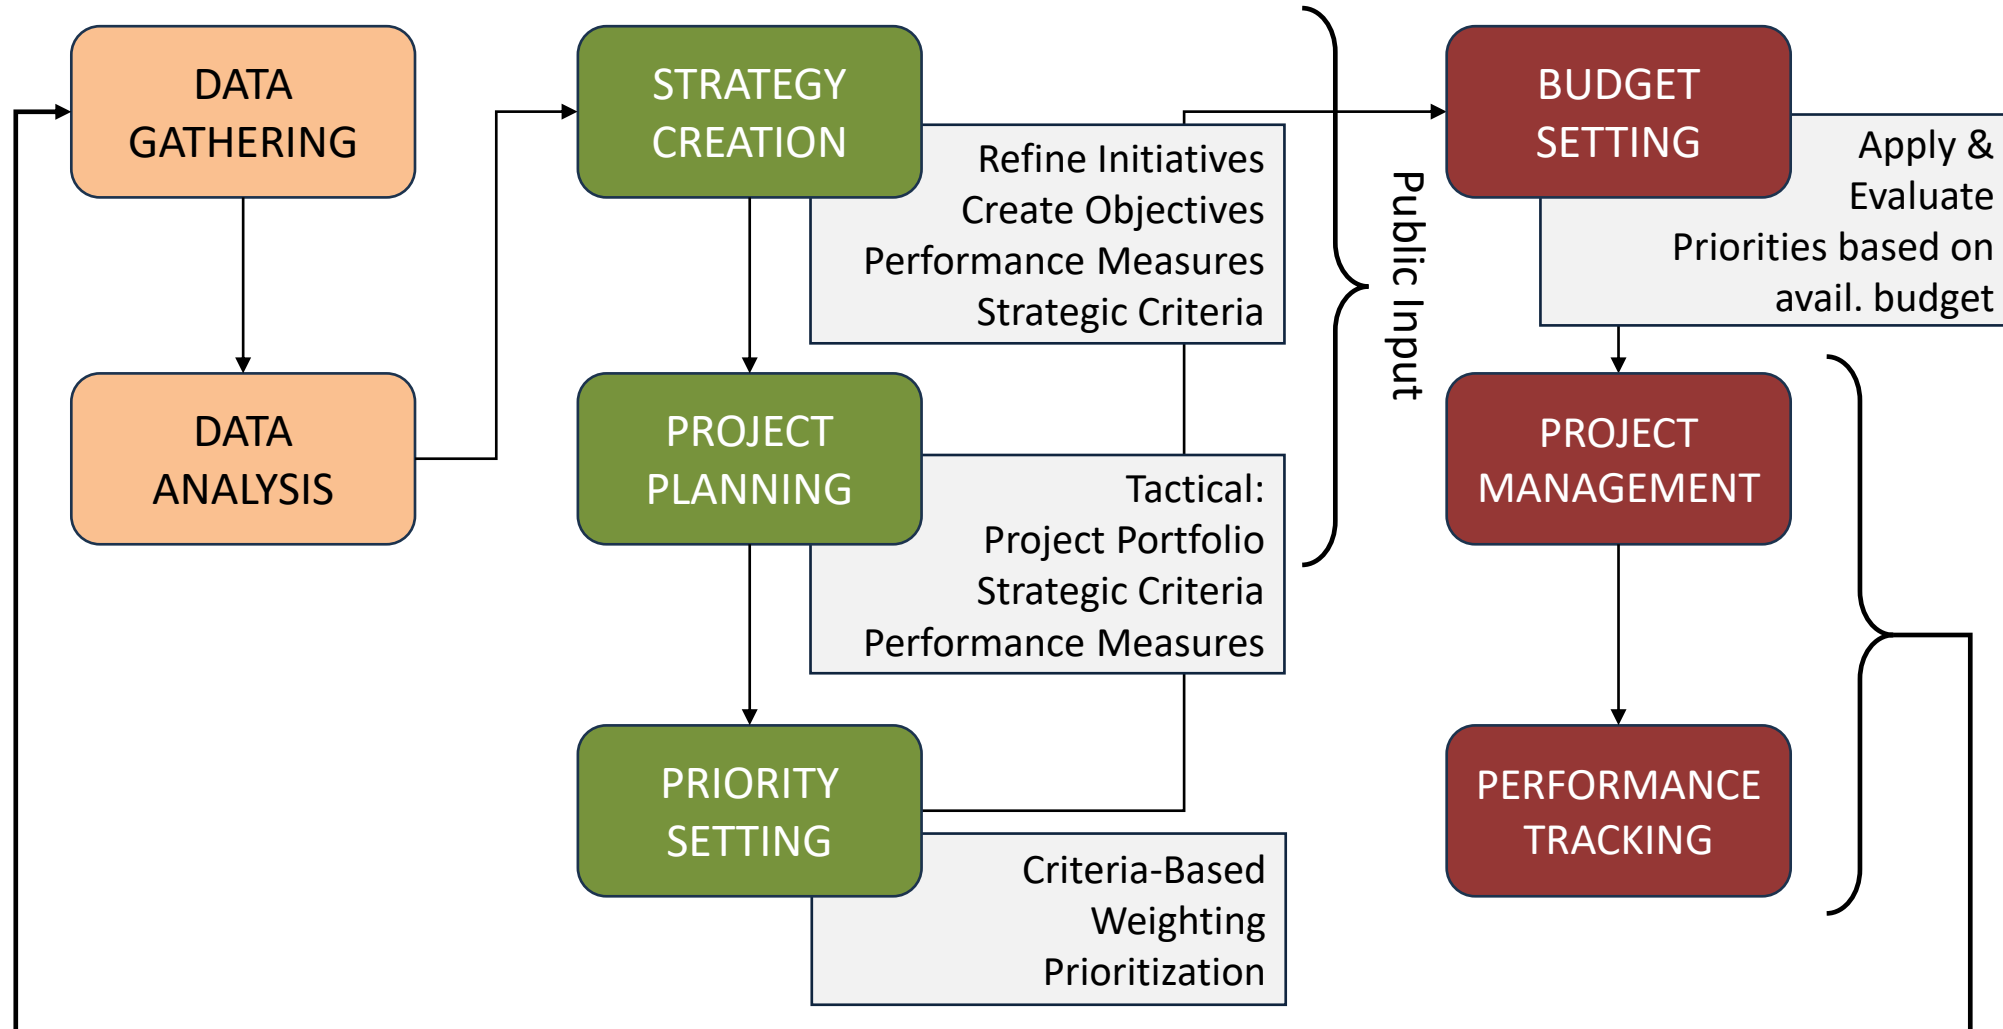 DATA
GATHERING
DATA
ANALYSIS
STRATEGY
CREATION
Refine Initiatives
Create Objectives
Performance Measures
Strategic Criteria
PROJECT
PLANNING
Tactical:
Project Portfolio
Strategic Criteria
Performance Measures
PRIORITY
SETTING
Criteria-Based
Weighting
Prioritization
Public Input
BUDGET
SETTING
Apply &
Evaluate
Priorities based on
avail. budget
PROJECT
MANAGEMENT
PERFORMANCE
TRACKING